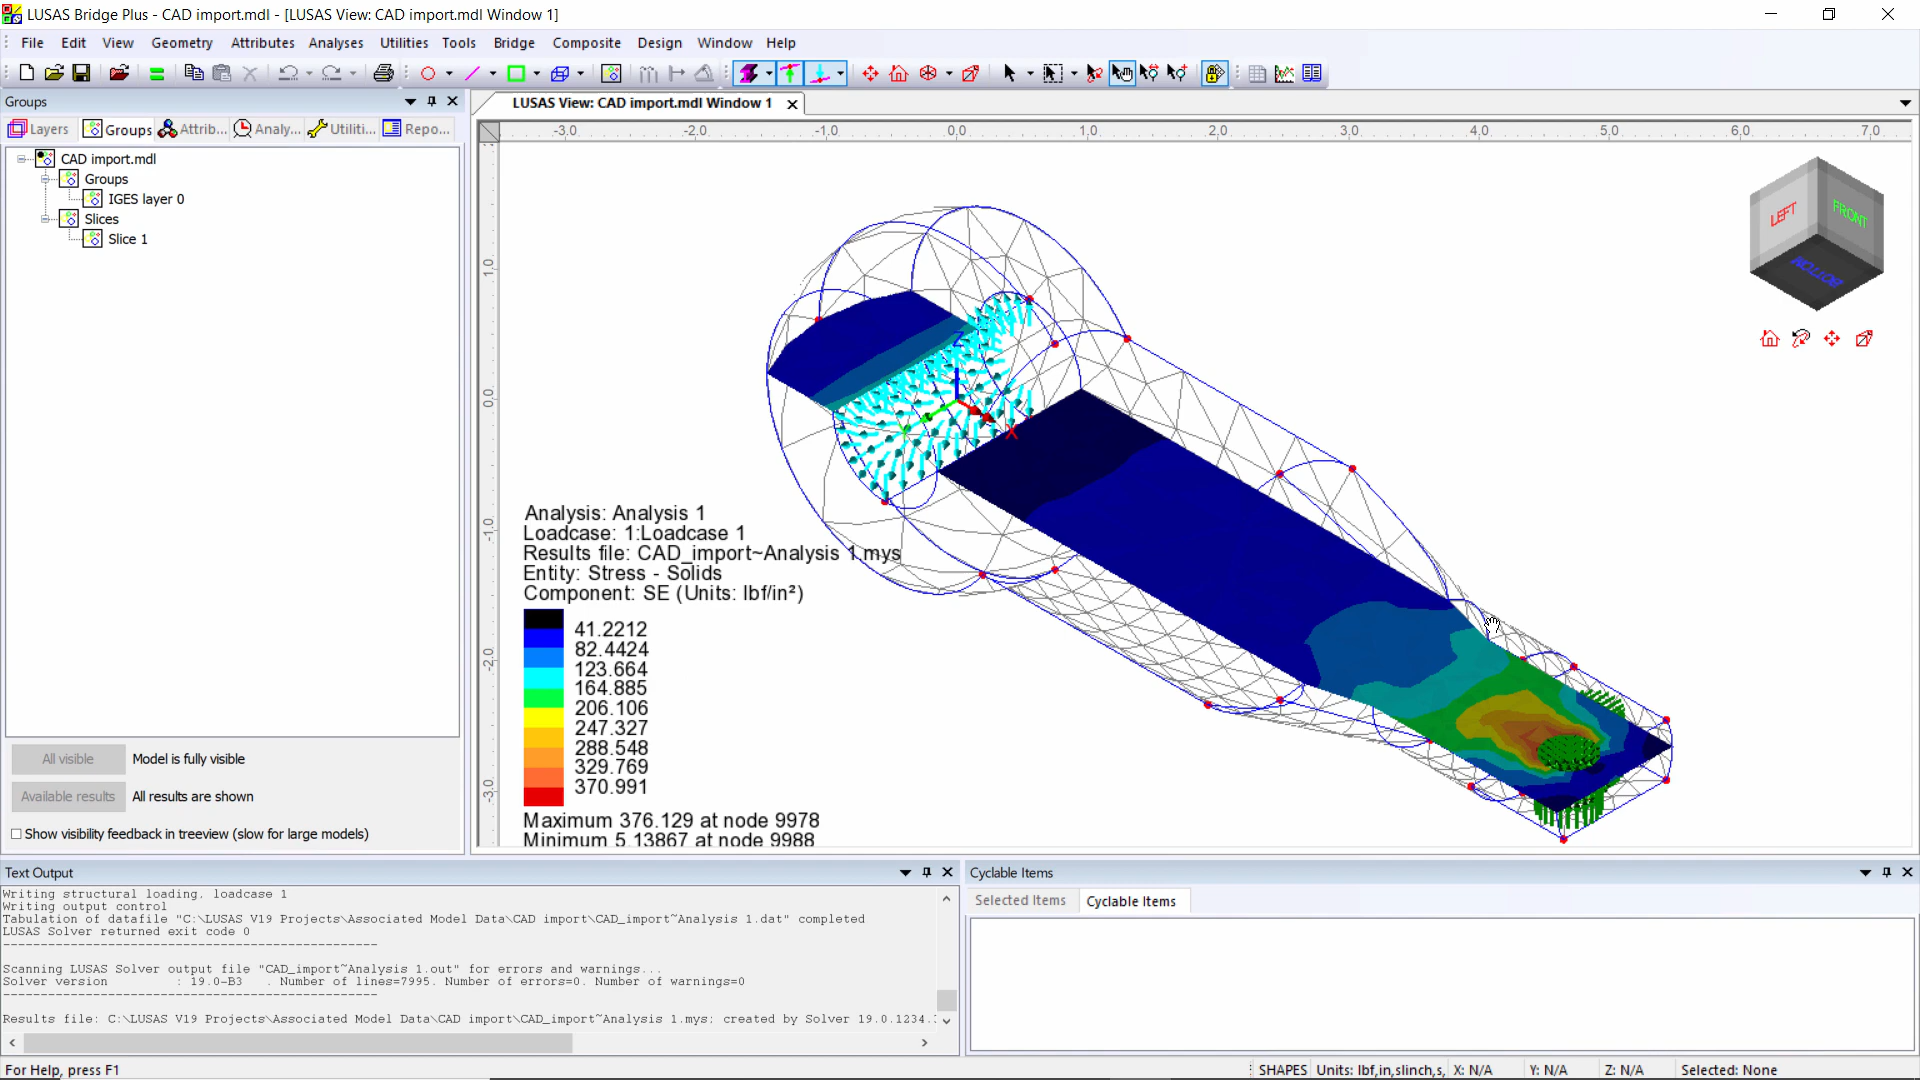 LUSAS Bridge Plus - CAD import.mdl - [LUSAS View: CAD import.mdl Window 1]
File Edit View Geometry Attributes Analyses Utilities Tools Bridge Composite Design Window Help
Groups
Layers Groups Attrib... Analy... Utiliti... Repo...
CAD import.mdl
Groups
IGES layer 0
Slices
Slice 1
All visible Model is fully visible
Available results All results are shown
Show visibility feedback in treeview (slow for large models)
LUSAS View: CAD import.mdl Window 1
-3.0 -2.0 -1.0 0.0 1.0 2.0 3.0 4.0 5.0 6.0 7.0
1.0
0.0
-1.0
-2.0
-3.0
LEFT FRONT
BOTTOM
Z
X
Analysis: Analysis 1
Loadcase: 1:Loadcase 1
Results file: CAD_import~Analysis 1.mys
Entity: Stress - Solids
Component: SE (Units: lbf/in²)
41.2212
82.4424
123.664
164.885
206.106
247.327
288.548
329.769
370.991
Maximum 376.129 at node 9978
Minimum 5.13867 at node 9988
Text Output
Writing structural loading, loadcase 1
Writing output control
Tabulation of datafile "C:\LUSAS V19 Projects\Associated Model Data\CAD import\CAD_import~Analysis 1.dat" completed
LUSAS Solver returned exit code 0
------------------------------------------------
Scanning LUSAS Solver output file "CAD_import~Analysis 1.out" for errors and warnings...
Solver version : 19.0-B3 . Number of lines=7995. Number of errors=0. Number of warnings=0
------------------------------------------------
Results file: C:\LUSAS V19 Projects\Associated Model Data\CAD import\CAD_import~Analysis 1.mys; created by Solver 19.0.1234.
Cyclable Items
Selected Items Cyclable Items
For Help, press F1
SHAPES Units: lbf,in,slinch,s, X: N/A Y: N/A Z: N/A Selected: None